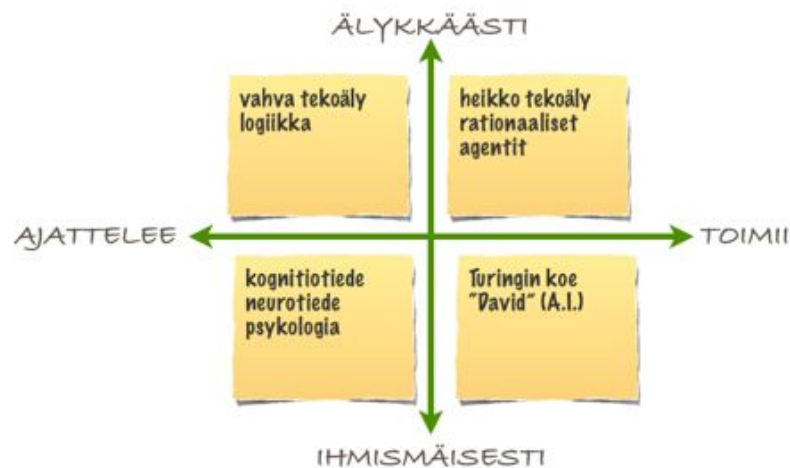 ÄLYKKÄÄSTI
vahva tekoäly
logiikka
heikko tekoäly
rationaaliset
agentit
AJATTELEE
TOIMII
kognitiotiede
neurotiede
psykologia
Turingin koe
"David" (A.I.)
IHMISMÄISESTI